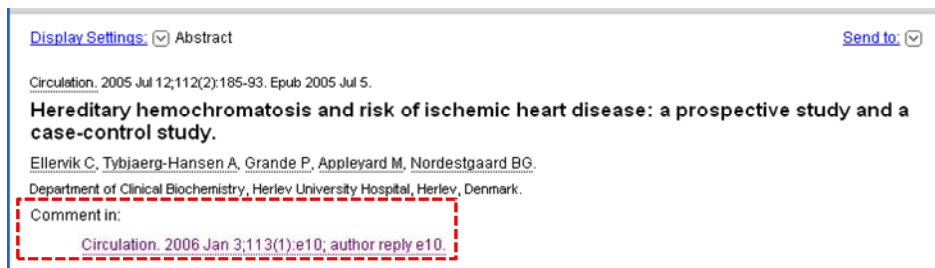 Display Settings: Abstract Send to:
Circulation. 2005 Jul 12;112(2):185-93. Epub 2005 Jul 5.
Hereditary hemochromatosis and risk of ischemic heart disease: a prospective study and a
case-control study.
Ellervik C, Tybjaerg-Hansen A, Grande P, Appleyard M, Nordestgaard BG.
Department of Clinical Biochemistry, Herlev University Hospital, Herlev, Denmark.
Comment in:
Circulation. 2006 Jan 3;113(1):e10; author reply e10.